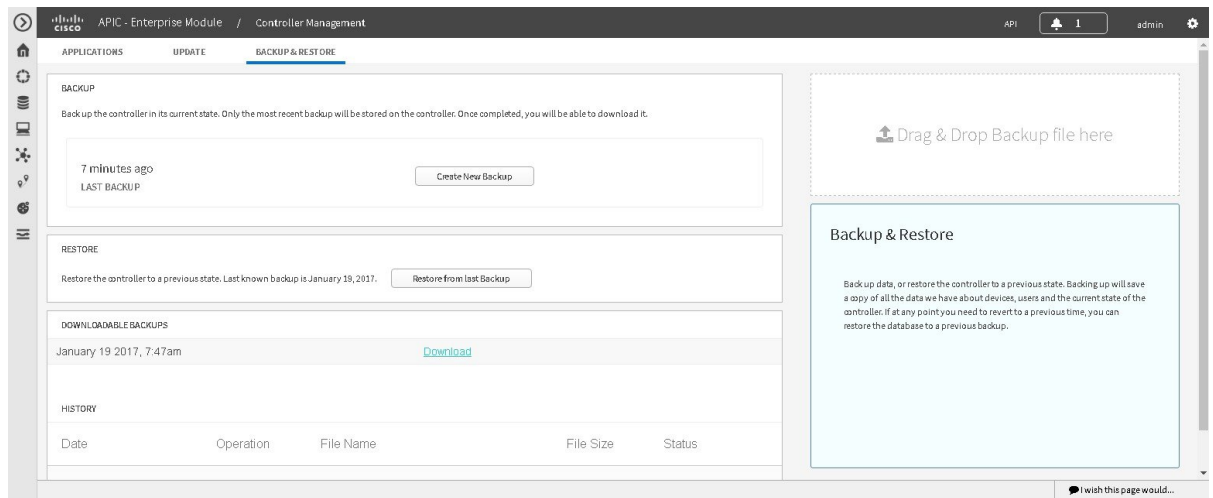 CISCO APIC - Enterprise Module / Controller Management API 1 admin
APPLICATIONS UPDATE BACKUP & RESTORE
BACKUP
Back up the controller in its current state. Only the most recent backup will be stored on the controller. Once completed, you will be able to download it.
7 minutes ago
LAST BACKUP
Create New Backup
RESTORE
Restore the controller to a previous state. Last known backup is January 19, 2017. Restore from last Backup
DOWNLOADABLE BACKUPS
January 19 2017, 7:47am Download
HISTORY
Date Operation File Name File Size Status
Drag & Drop Backup file here
Backup & Restore
Back up data, or restore the controller to a previous state. Backing up will save
a copy of all the data we have about devices, users and the current state of the
controller. If at any point you need to revert to a previous time, you can
restore the database to a previous backup.
I wish this page would...